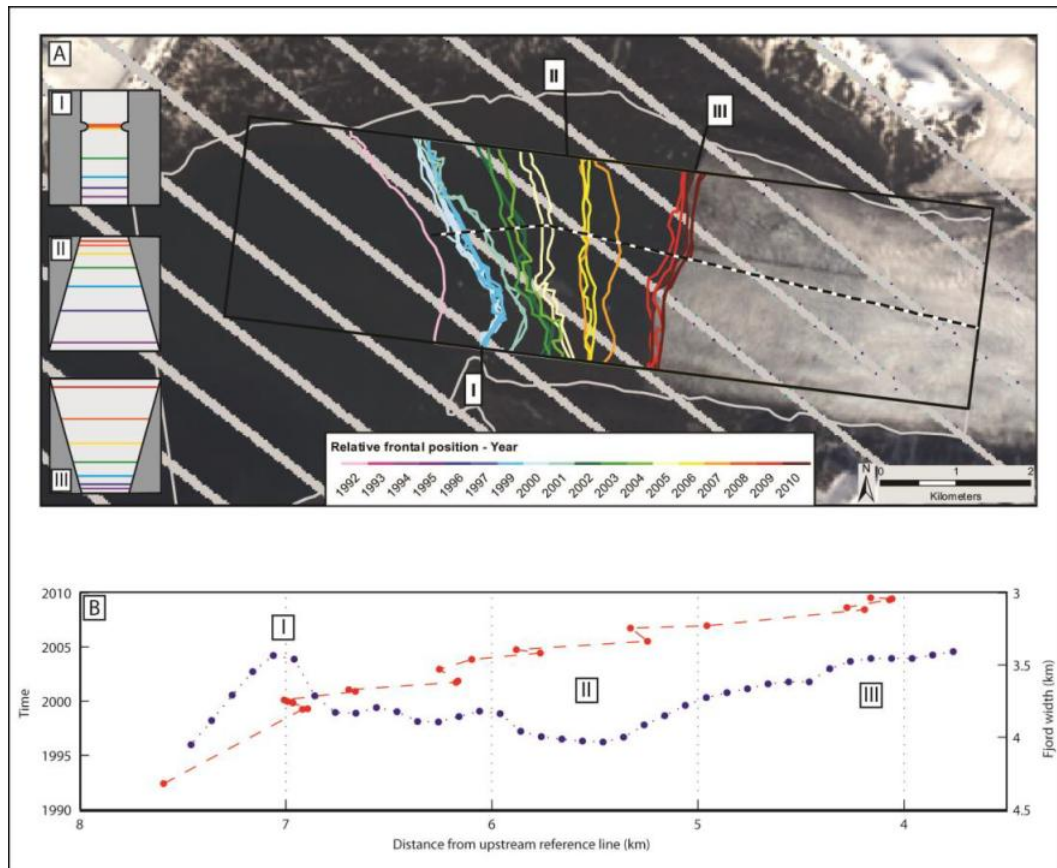 A
I
II
III
II
III
I
Relative frontal position - Year
1992 1993 1994 1995 1996 1997 1999 2000 2001 2002 2003 2004 2005 2006 2007 2008 2009 2010
N
0 1 2
Kilometers
B
I
II
III
2010
2005
2000
1995
1990
Time
3
3.5
4
4.5
Fjord width (km)
8 7 6 5 4
Distance from upstream reference line (km)